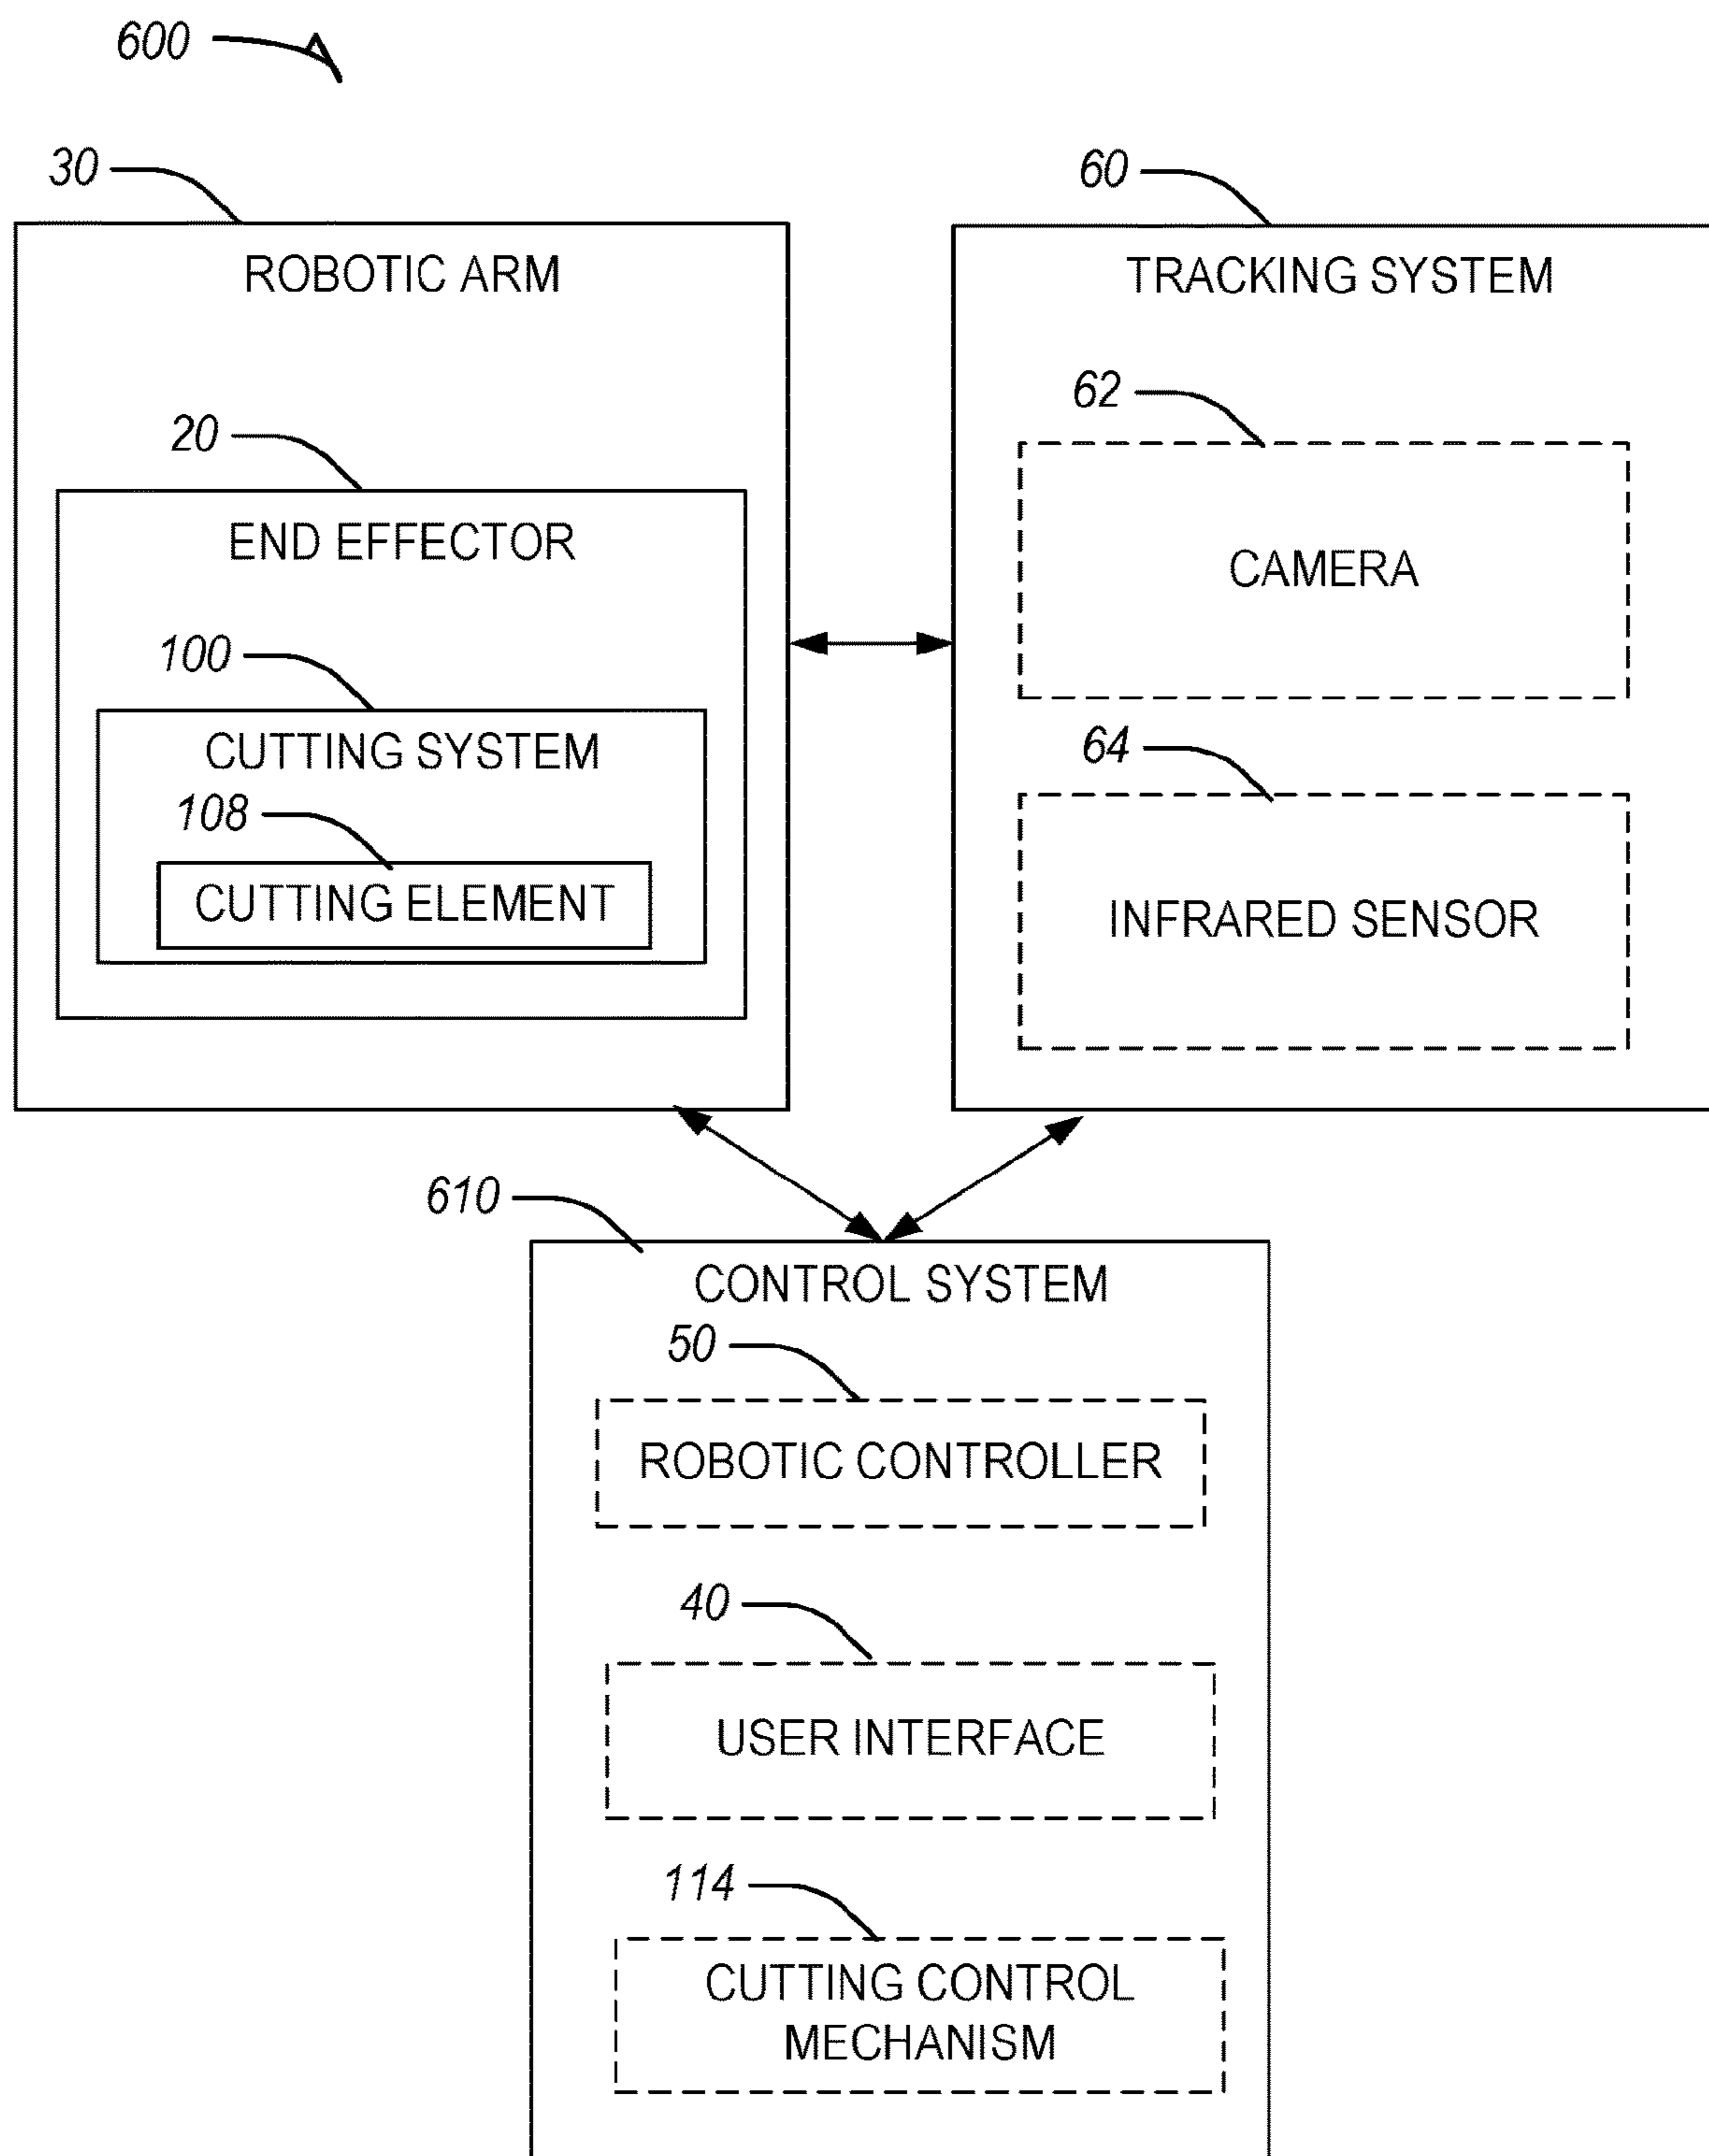 600
30
ROBOTIC ARM
20
END EFFECTOR
100
CUTTING SYSTEM
108
CUTTING ELEMENT
60
TRACKING SYSTEM
62
CAMERA
64
INFRARED SENSOR
610
CONTROL SYSTEM
50
ROBOTIC CONTROLLER
40
USER INTERFACE
114
CUTTING CONTROL
MECHANISM